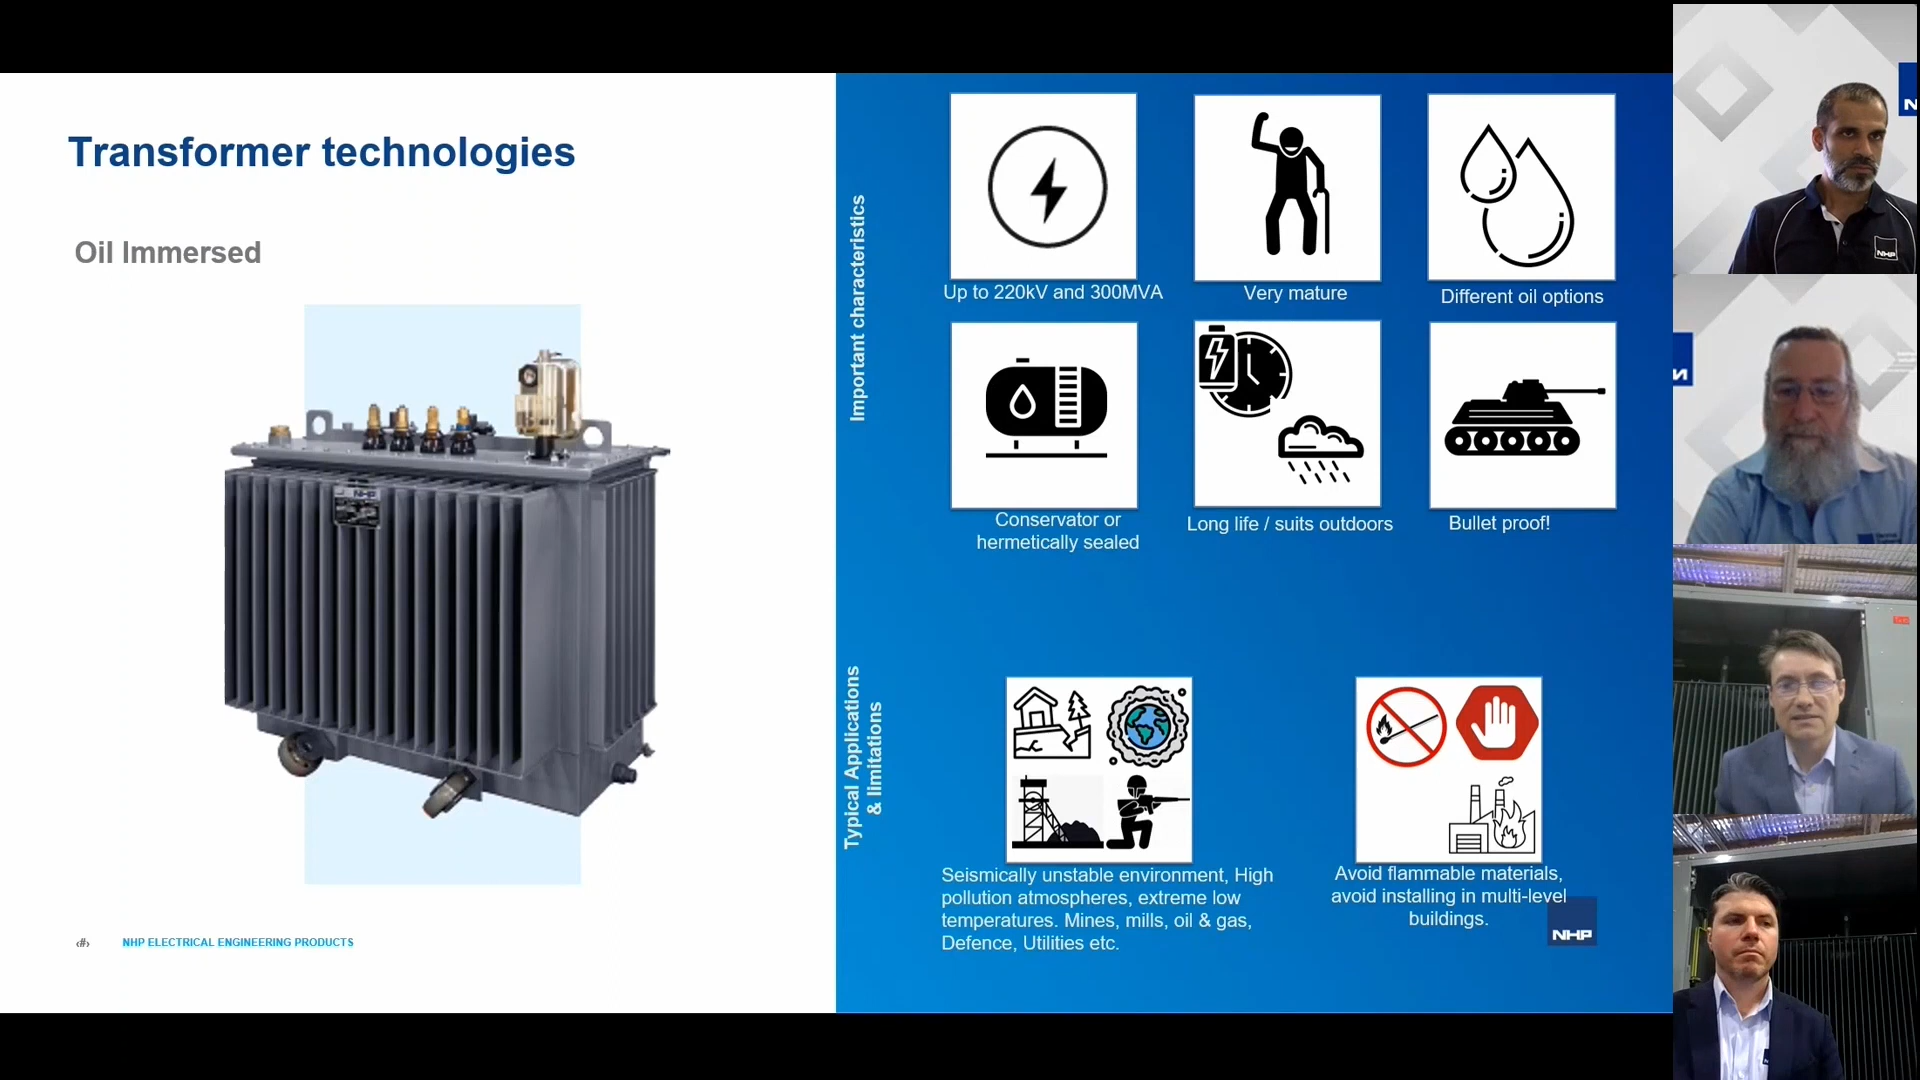 Transformer technologies
Oil Immersed
NHP
‹#›
NHP ELECTRICAL ENGINEERING PRODUCTS
Important characteristics
Up to 220kV and 300MVA
Very mature
Different oil options
Conservator or
hermetically sealed
Long life / suits outdoors
Bullet proof!
Typical Applications
& limitations
Seismically unstable environment, High
pollution atmospheres, extreme low
temperatures. Mines, mills, oil & gas,
Defence, Utilities etc.
Avoid flammable materials,
avoid installing in multi-level
buildings.
NHP
NHP